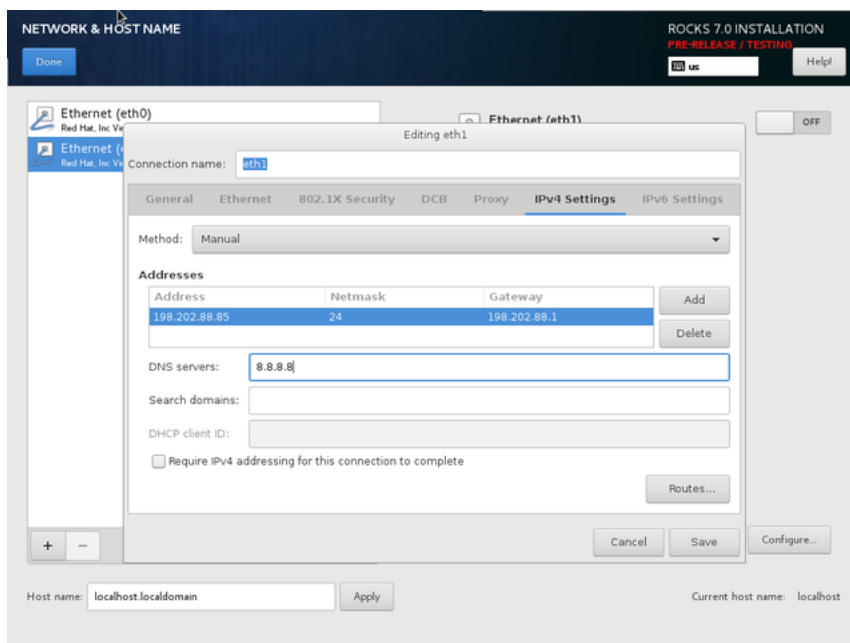 NETWORK & HOST NAME
ROCKS 7.0 INSTALLATION
PRE-RELEASE / TESTING
Done
us
Help!
Ethernet (eth0)
Red Hat, Inc Vi
Ethernet (eth1)
OFF
Ethernet (e
Red Hat, Inc Vi
Editing eth1
Connection name: eth1
General Ethernet 802.1X Security DCB Proxy IPv4 Settings IPv6 Settings
Method: Manual
Addresses
Address Netmask Gateway
198.202.88.85 24 198.202.88.1
Add
Delete
DNS servers: 8.8.8.8
Search domains:
DHCP client ID:
Require IPv4 addressing for this connection to complete
Routes...
+ −
Cancel Save Configure...
Host name: localhost.localdomain Apply Current host name: localhost